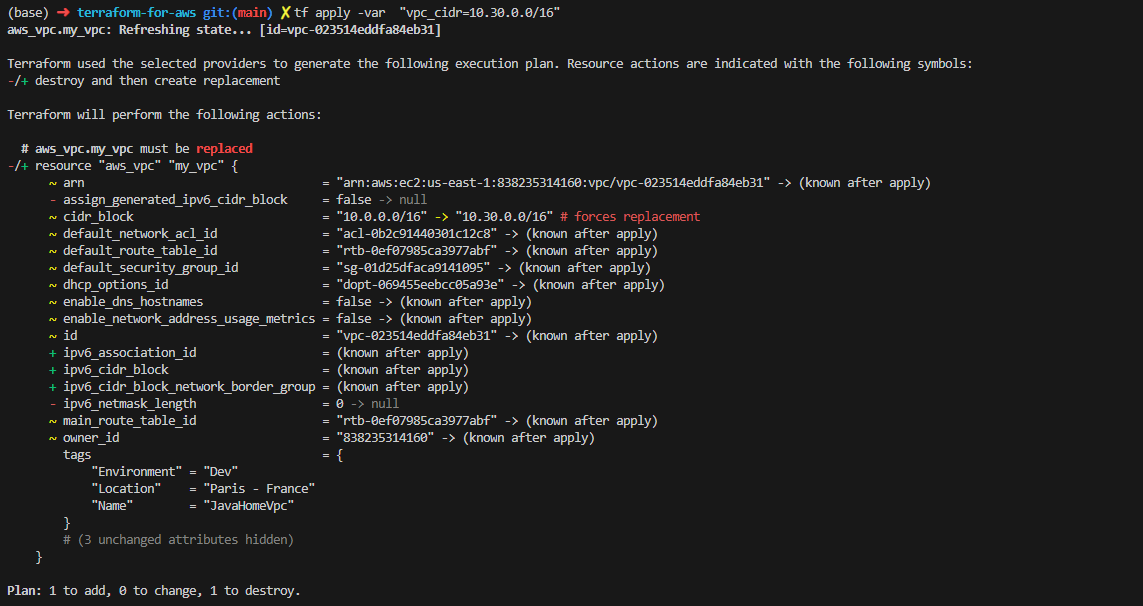 (base) ➜ terraform-for-aws git:(main) ✗ tf apply -var  "vpc_cidr=10.30.0.0/16"
aws_vpc.my_vpc: Refreshing state... [id=vpc-023514eddfa84eb31]

Terraform used the selected providers to generate the following execution plan. Resource actions are indicated with the following symbols:
-/+ destroy and then create replacement

Terraform will perform the following actions:

  # aws_vpc.my_vpc must be replaced
-/+ resource "aws_vpc" "my_vpc" {
      ~ arn                                  = "arn:aws:ec2:us-east-1:838235314160:vpc/vpc-023514eddfa84eb31" -> (known after apply)
      - assign_generated_ipv6_cidr_block     = false -> null
      ~ cidr_block                           = "10.0.0.0/16" -> "10.30.0.0/16" # forces replacement
      ~ default_network_acl_id               = "acl-0b2c91440301c12c8" -> (known after apply)
      ~ default_route_table_id               = "rtb-0ef07985ca3977abf" -> (known after apply)
      ~ default_security_group_id            = "sg-01d25dfaca9141095" -> (known after apply)
      ~ dhcp_options_id                      = "dopt-069455eebcc05a93e" -> (known after apply)
      ~ enable_dns_hostnames                 = false -> (known after apply)
      ~ enable_network_address_usage_metrics = false -> (known after apply)
      ~ id                                   = "vpc-023514eddfa84eb31" -> (known after apply)
      + ipv6_association_id                  = (known after apply)
      + ipv6_cidr_block                      = (known after apply)
      + ipv6_cidr_block_network_border_group = (known after apply)
      - ipv6_netmask_length                  = 0 -> null
      ~ main_route_table_id                  = "rtb-0ef07985ca3977abf" -> (known after apply)
      ~ owner_id                             = "838235314160" -> (known after apply)
        tags                                 = {
            "Environment" = "Dev"
            "Location"    = "Paris - France"
            "Name"        = "JavaHomeVpc"
        }
        # (3 unchanged attributes hidden)
    }

Plan: 1 to add, 0 to change, 1 to destroy.